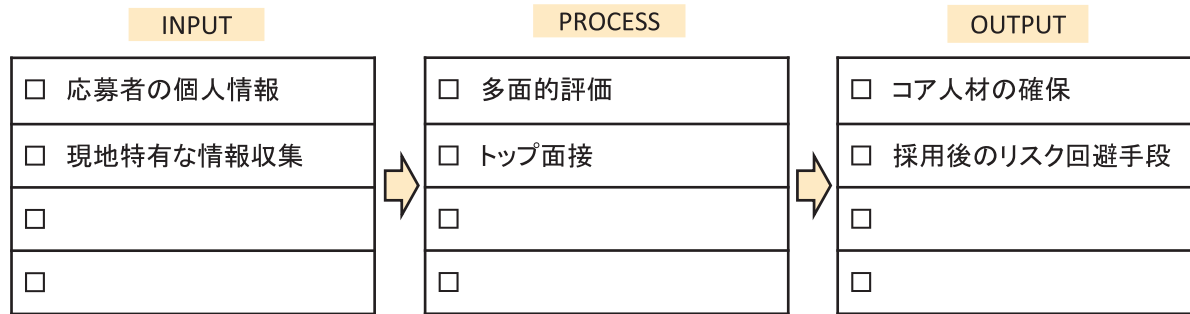 INPUT
PROCESS
OUTPUT
□ 応募者の個人情報
□ 現地特有な情報収集
□
□
□ 多面的評価
□ トップ面接
□
□
□ コア人材の確保
□ 採用後のリスク回避手段
□
□